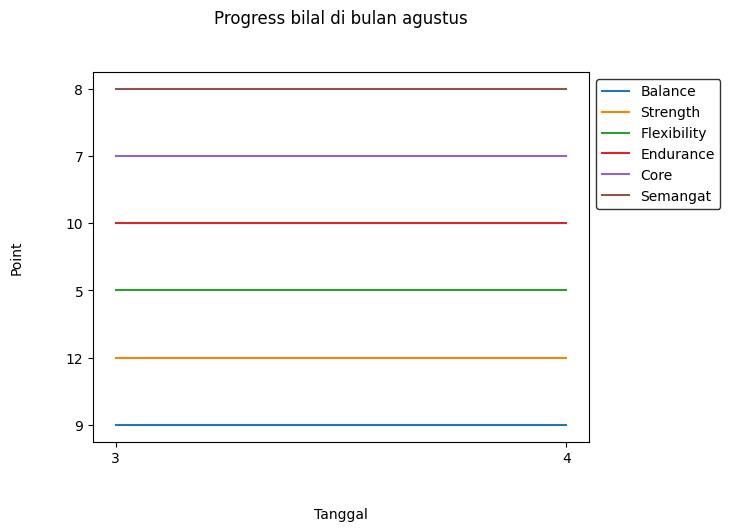 Progress bilal di bulan agustus
8
7
10
5
12
9
Point
3
4
Tanggal
Balance
Strength
Flexibility
Endurance
Core
Semangat